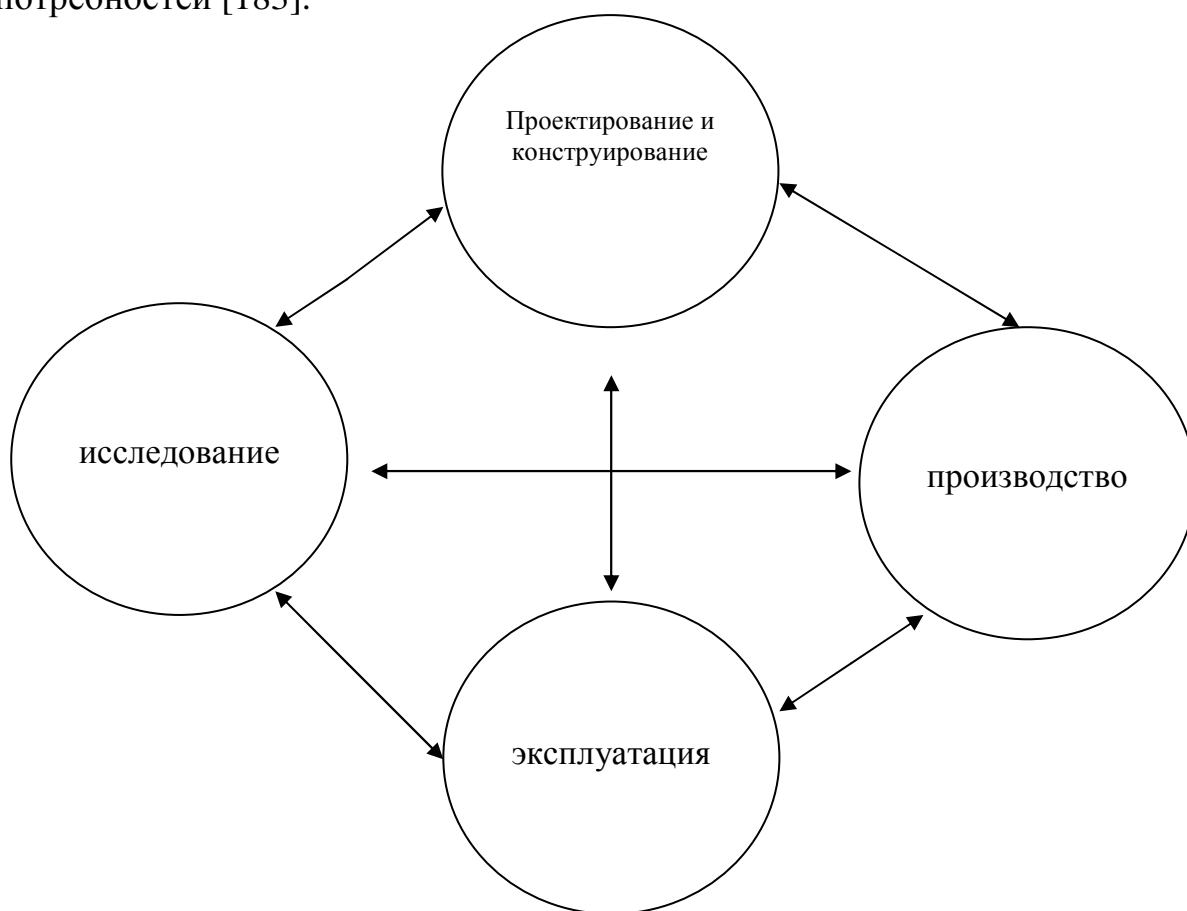 потребностей [183].
Проектирование и
конструирование
исследование
производство
эксплуатация